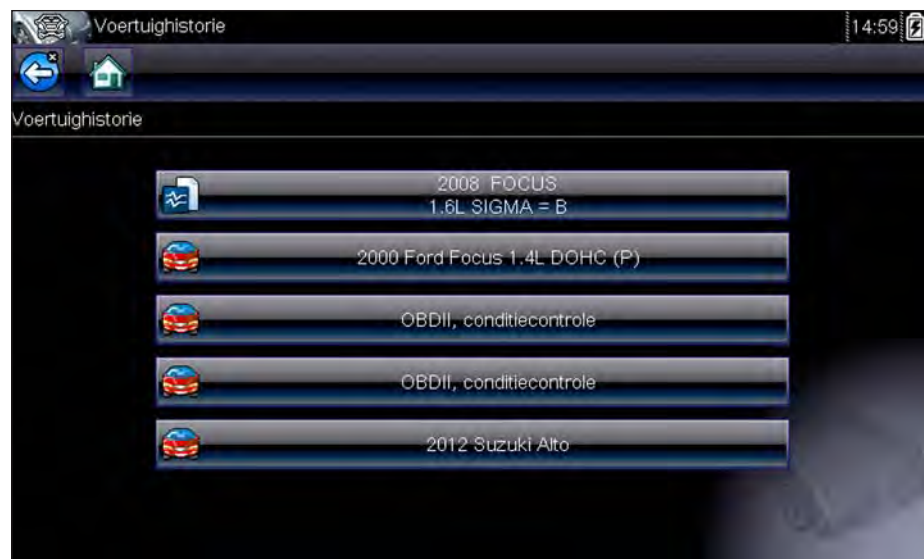 Voertuighistorie
14:59
Voertuighistorie
2008 FOCUS
1.6L SIGMA = B
2000 Ford Focus 1.4L DOHC (P)
OBDII, conditiecontrole
OBDII, conditiecontrole
2012 Suzuki Alto